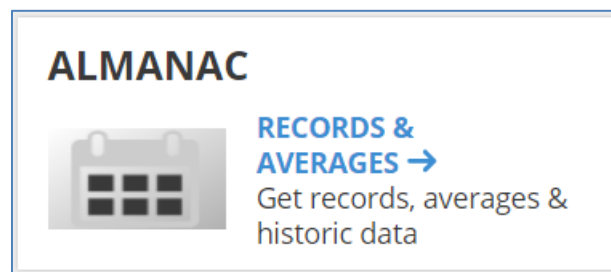 ALMANAC
RECORDS &
AVERAGES →
Get records, averages &
historic data